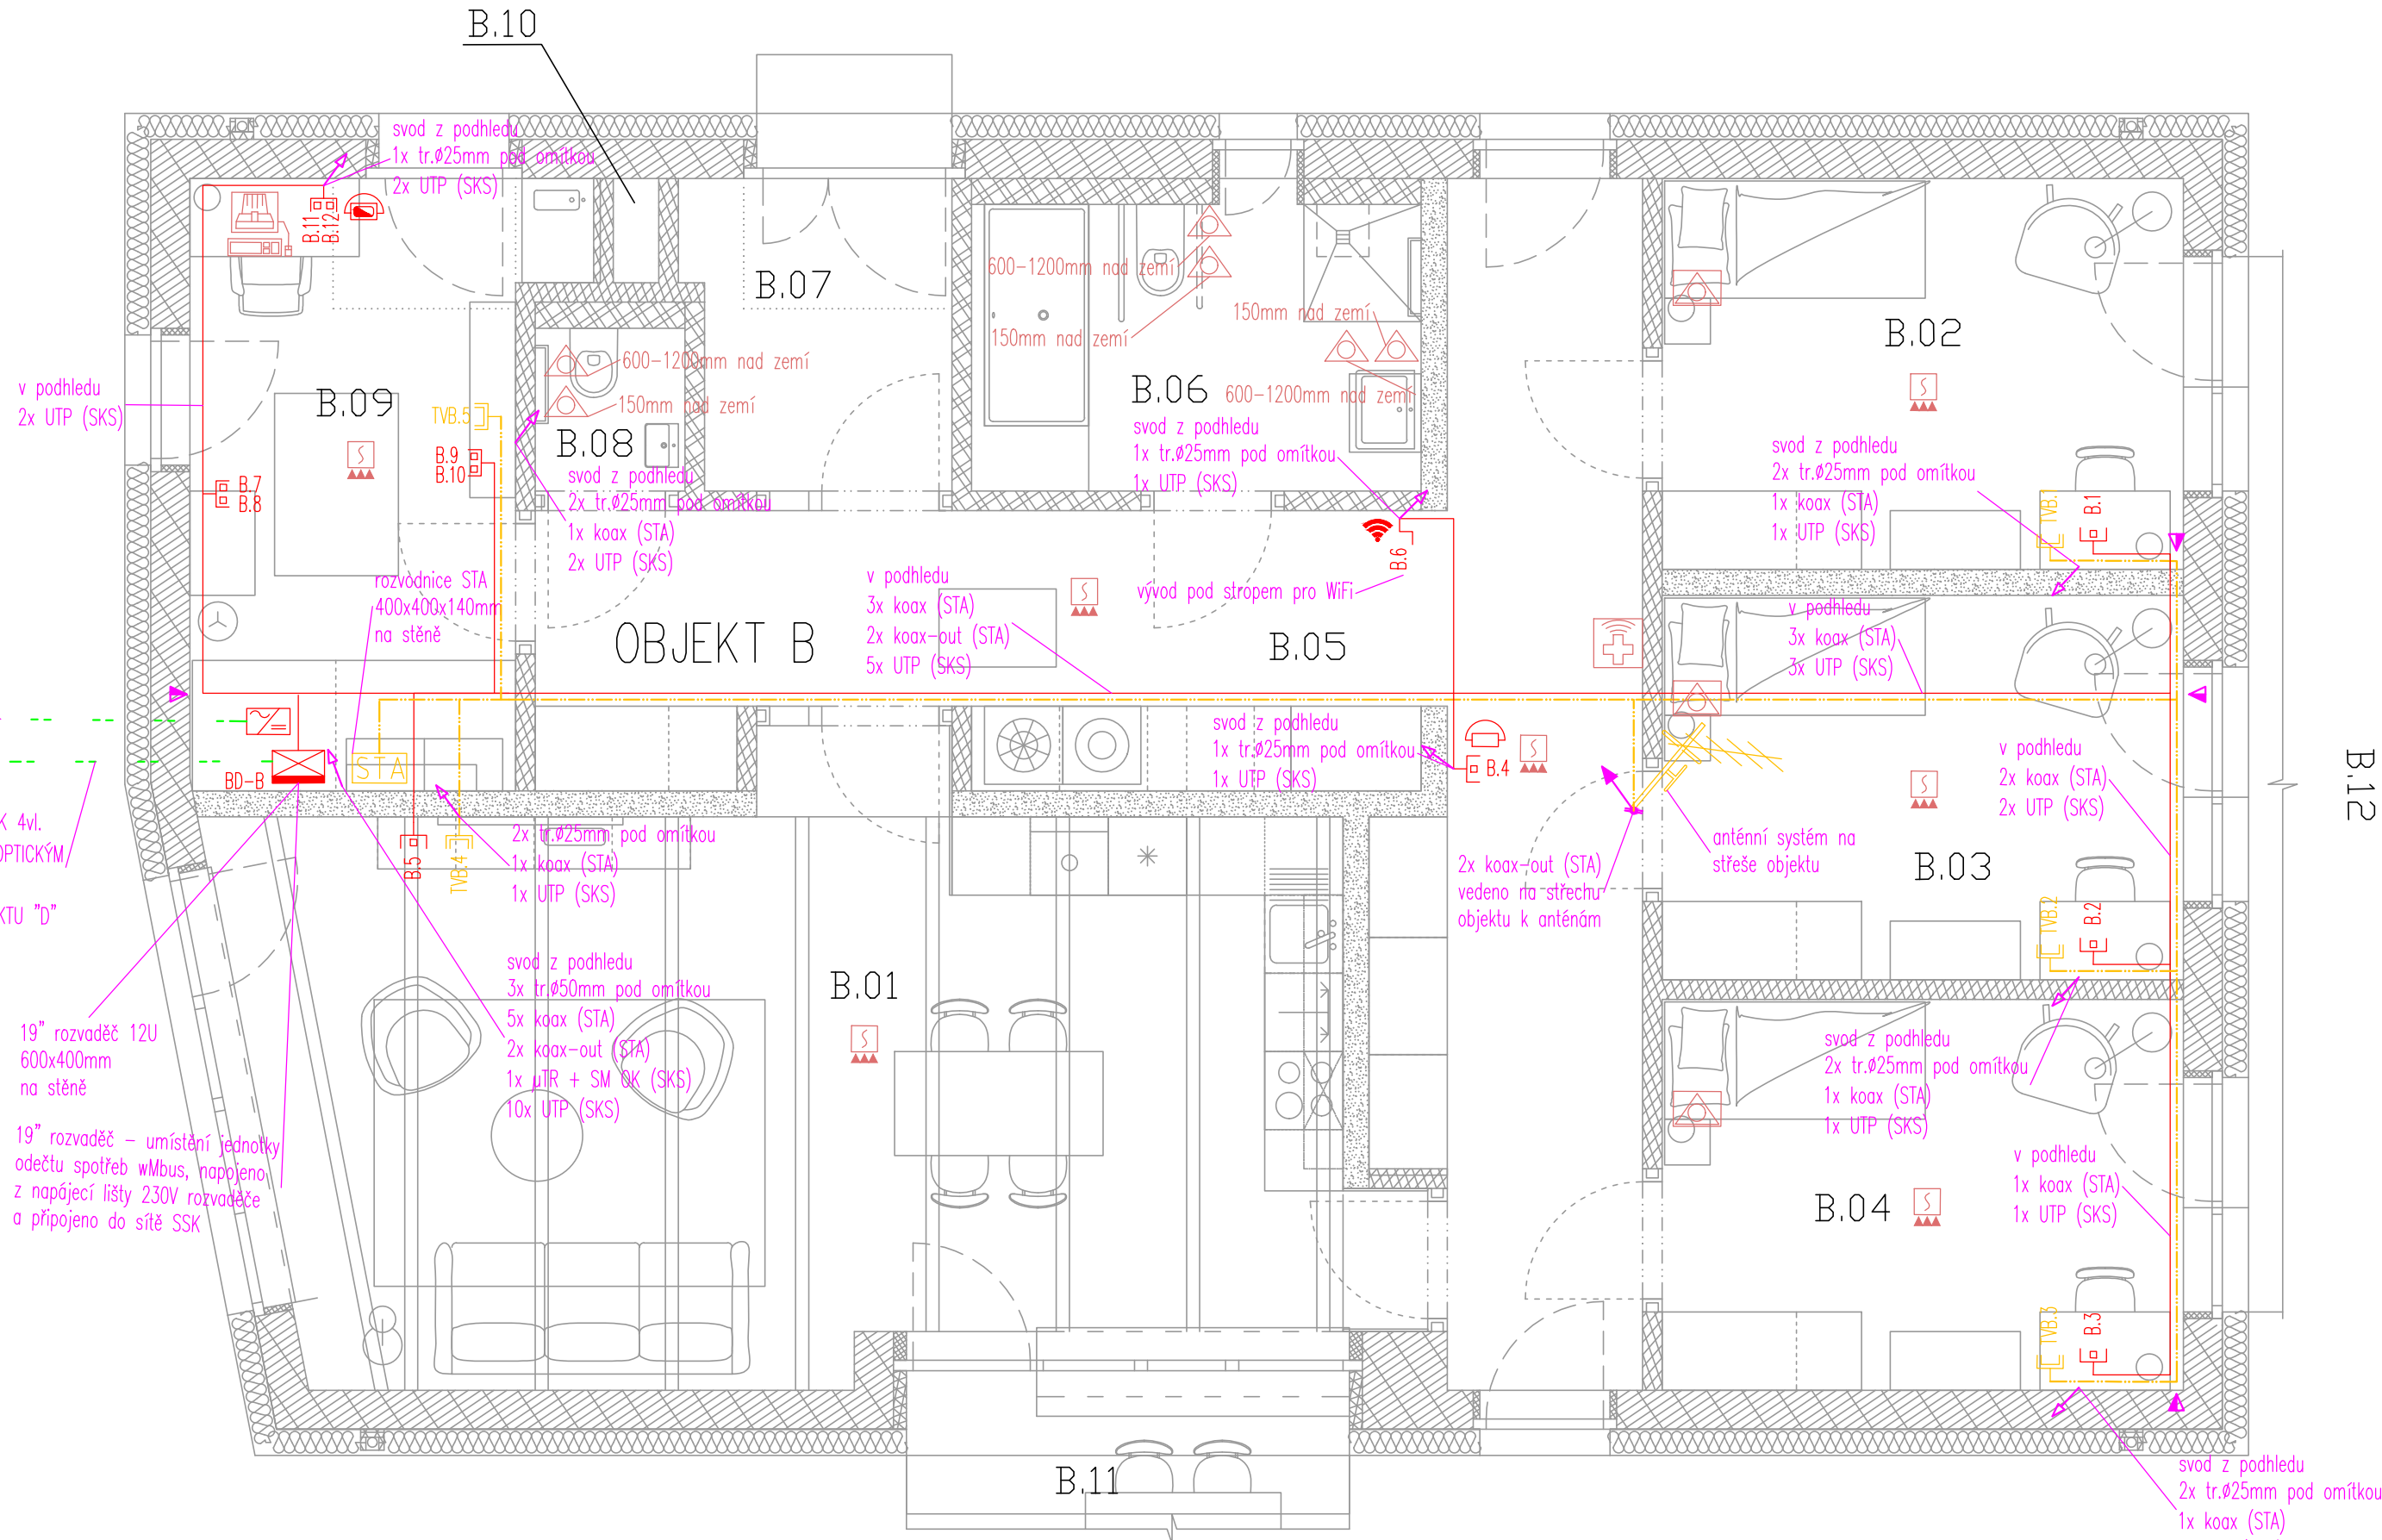 B.10
svod z podhledu
1x tr.ø25mm pod omítkou
2x UTP (SKS)
B.11
B.12
B.07
600-1200mm nad zemí
150mm nad zemí
150mm nad zemí
600-1200mm nad zemí
B.06
B.02
600-1200mm nad zemí
150mm nad zemí
v podhledu
2x UTP (SKS)
B.09
TVB.5
B.9
B.10
B.7
B.8
B.08
svod z podhledu
2x tr.ø25mm pod omítkou
1x koax (STA)
2x UTP (SKS)
svod z podhledu
1x tr.ø25mm pod omítkou
1x UTP (SKS)
svod z podhledu
2x tr.ø25mm pod omítkou
1x koax (STA)
1x UTP (SKS)
TVB.1
B.1
B.6
vývod pod stropem pro WiFi
rozvodnice STA
400x400x140mm
na stěně
OBJEKT B
v podhledu
3x koax (STA)
2x koax-out (STA)
5x UTP (SKS)
B.05
v podhledu
3x koax (STA)
3x UTP (SKS)
BD-B
STA
svod z podhledu
1x tr.ø25mm pod omítkou
1x UTP (SKS)
B.4
v podhledu
2x koax (STA)
2x UTP (SKS)
B.12
K 4vl.
OPTICKÝM
KTU "D"
B.5
TVB.4
2x tr.ø25mm pod omítkou
1x koax (STA)
1x UTP (SKS)
2x koax-out (STA)
vedeno na střechu
objektu k anténám
anténní systém na
střeše objektu
B.03
TVB.2
B.2
svod z podhledu
3x tr.ø50mm pod omítkou
5x koax (STA)
2x koax-out (STA)
1x µTR + SM OK (SKS)
10x UTP (SKS)
B.01
19" rozvaděč 12U
600x400mm
na stěně
19" rozvaděč - umístění jednotky
odečtu spotřeb wMbus, napojeno
z napájecí lišty 230V rozvaděče
a připojeno do sítě SSK
svod z podhledu
2x tr.ø25mm pod omítkou
1x koax (STA)
1x UTP (SKS)
v podhledu
1x koax (STA)
1x UTP (SKS)
B.04
TVB.3
B.3
B.11
svod z podhledu
2x tr.ø25mm pod omítkou
1x koax (STA)